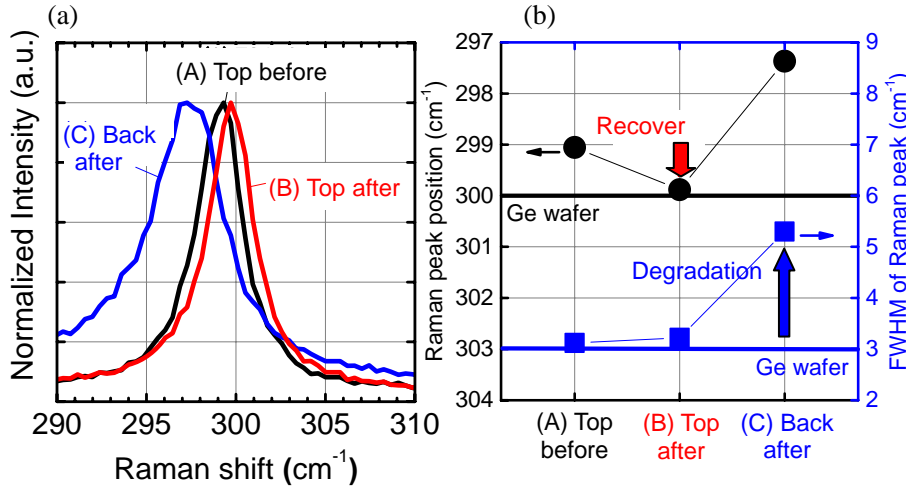 (a)
Normalized Intensity (a.u.)
(A) Top before
(C) Back
after
(B) Top after
290 295 300 305 310
Raman shift (cm-1)
(b)
Raman peak position (cm-1)
297
298
299
300
301
302
303
304
Recover
Ge wafer
Degradation
Ge wafer
9
8
7
6
5
4
3
2
FWHM of Raman peak (cm-1)
(A) Top
before
(B) Top
after
(C) Back
after